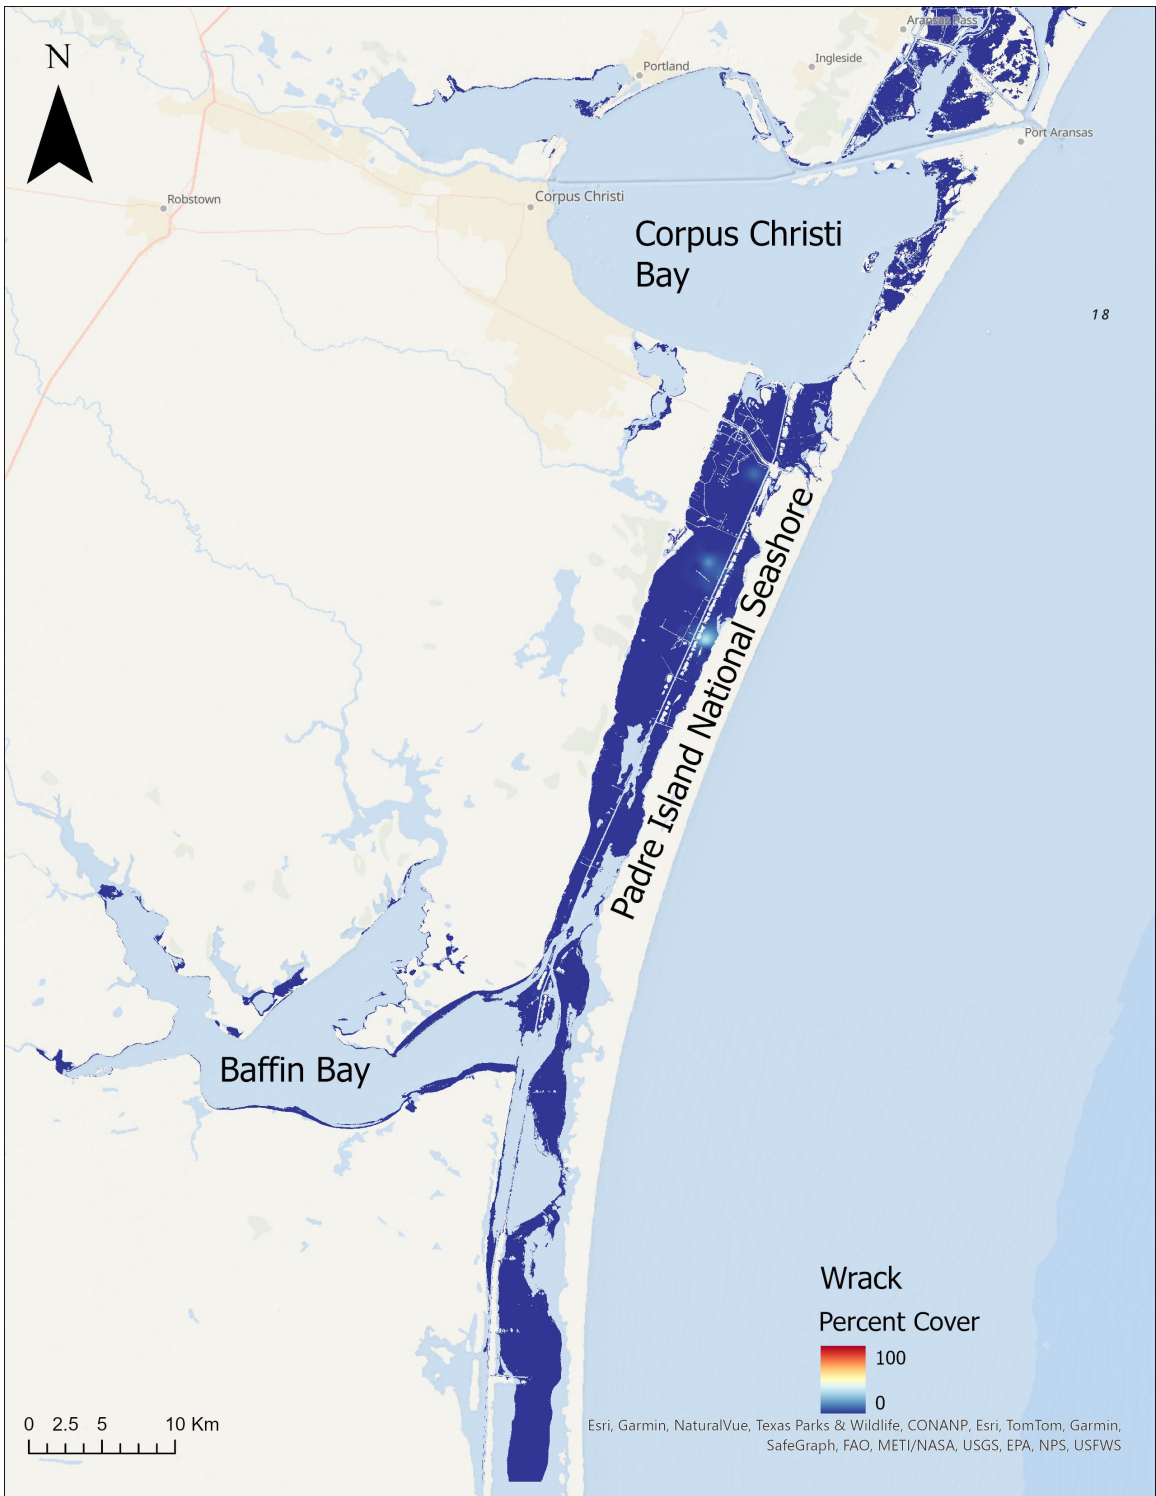 N
Aransas Pass
Portland
Ingleside
Port Aransas
Robstown
Corpus Christi
Corpus Christi
Bay
18
Padre Island National Seashore
Baffin Bay
Wrack
Percent Cover
100
0
0 2.5 5 10 Km
Esri, Garmin, NaturalVue, Texas Parks & Wildlife, CONANP, Esri, TomTom, Garmin,
SafeGraph, FAO, METI/NASA, USGS, EPA, NPS, USFWS